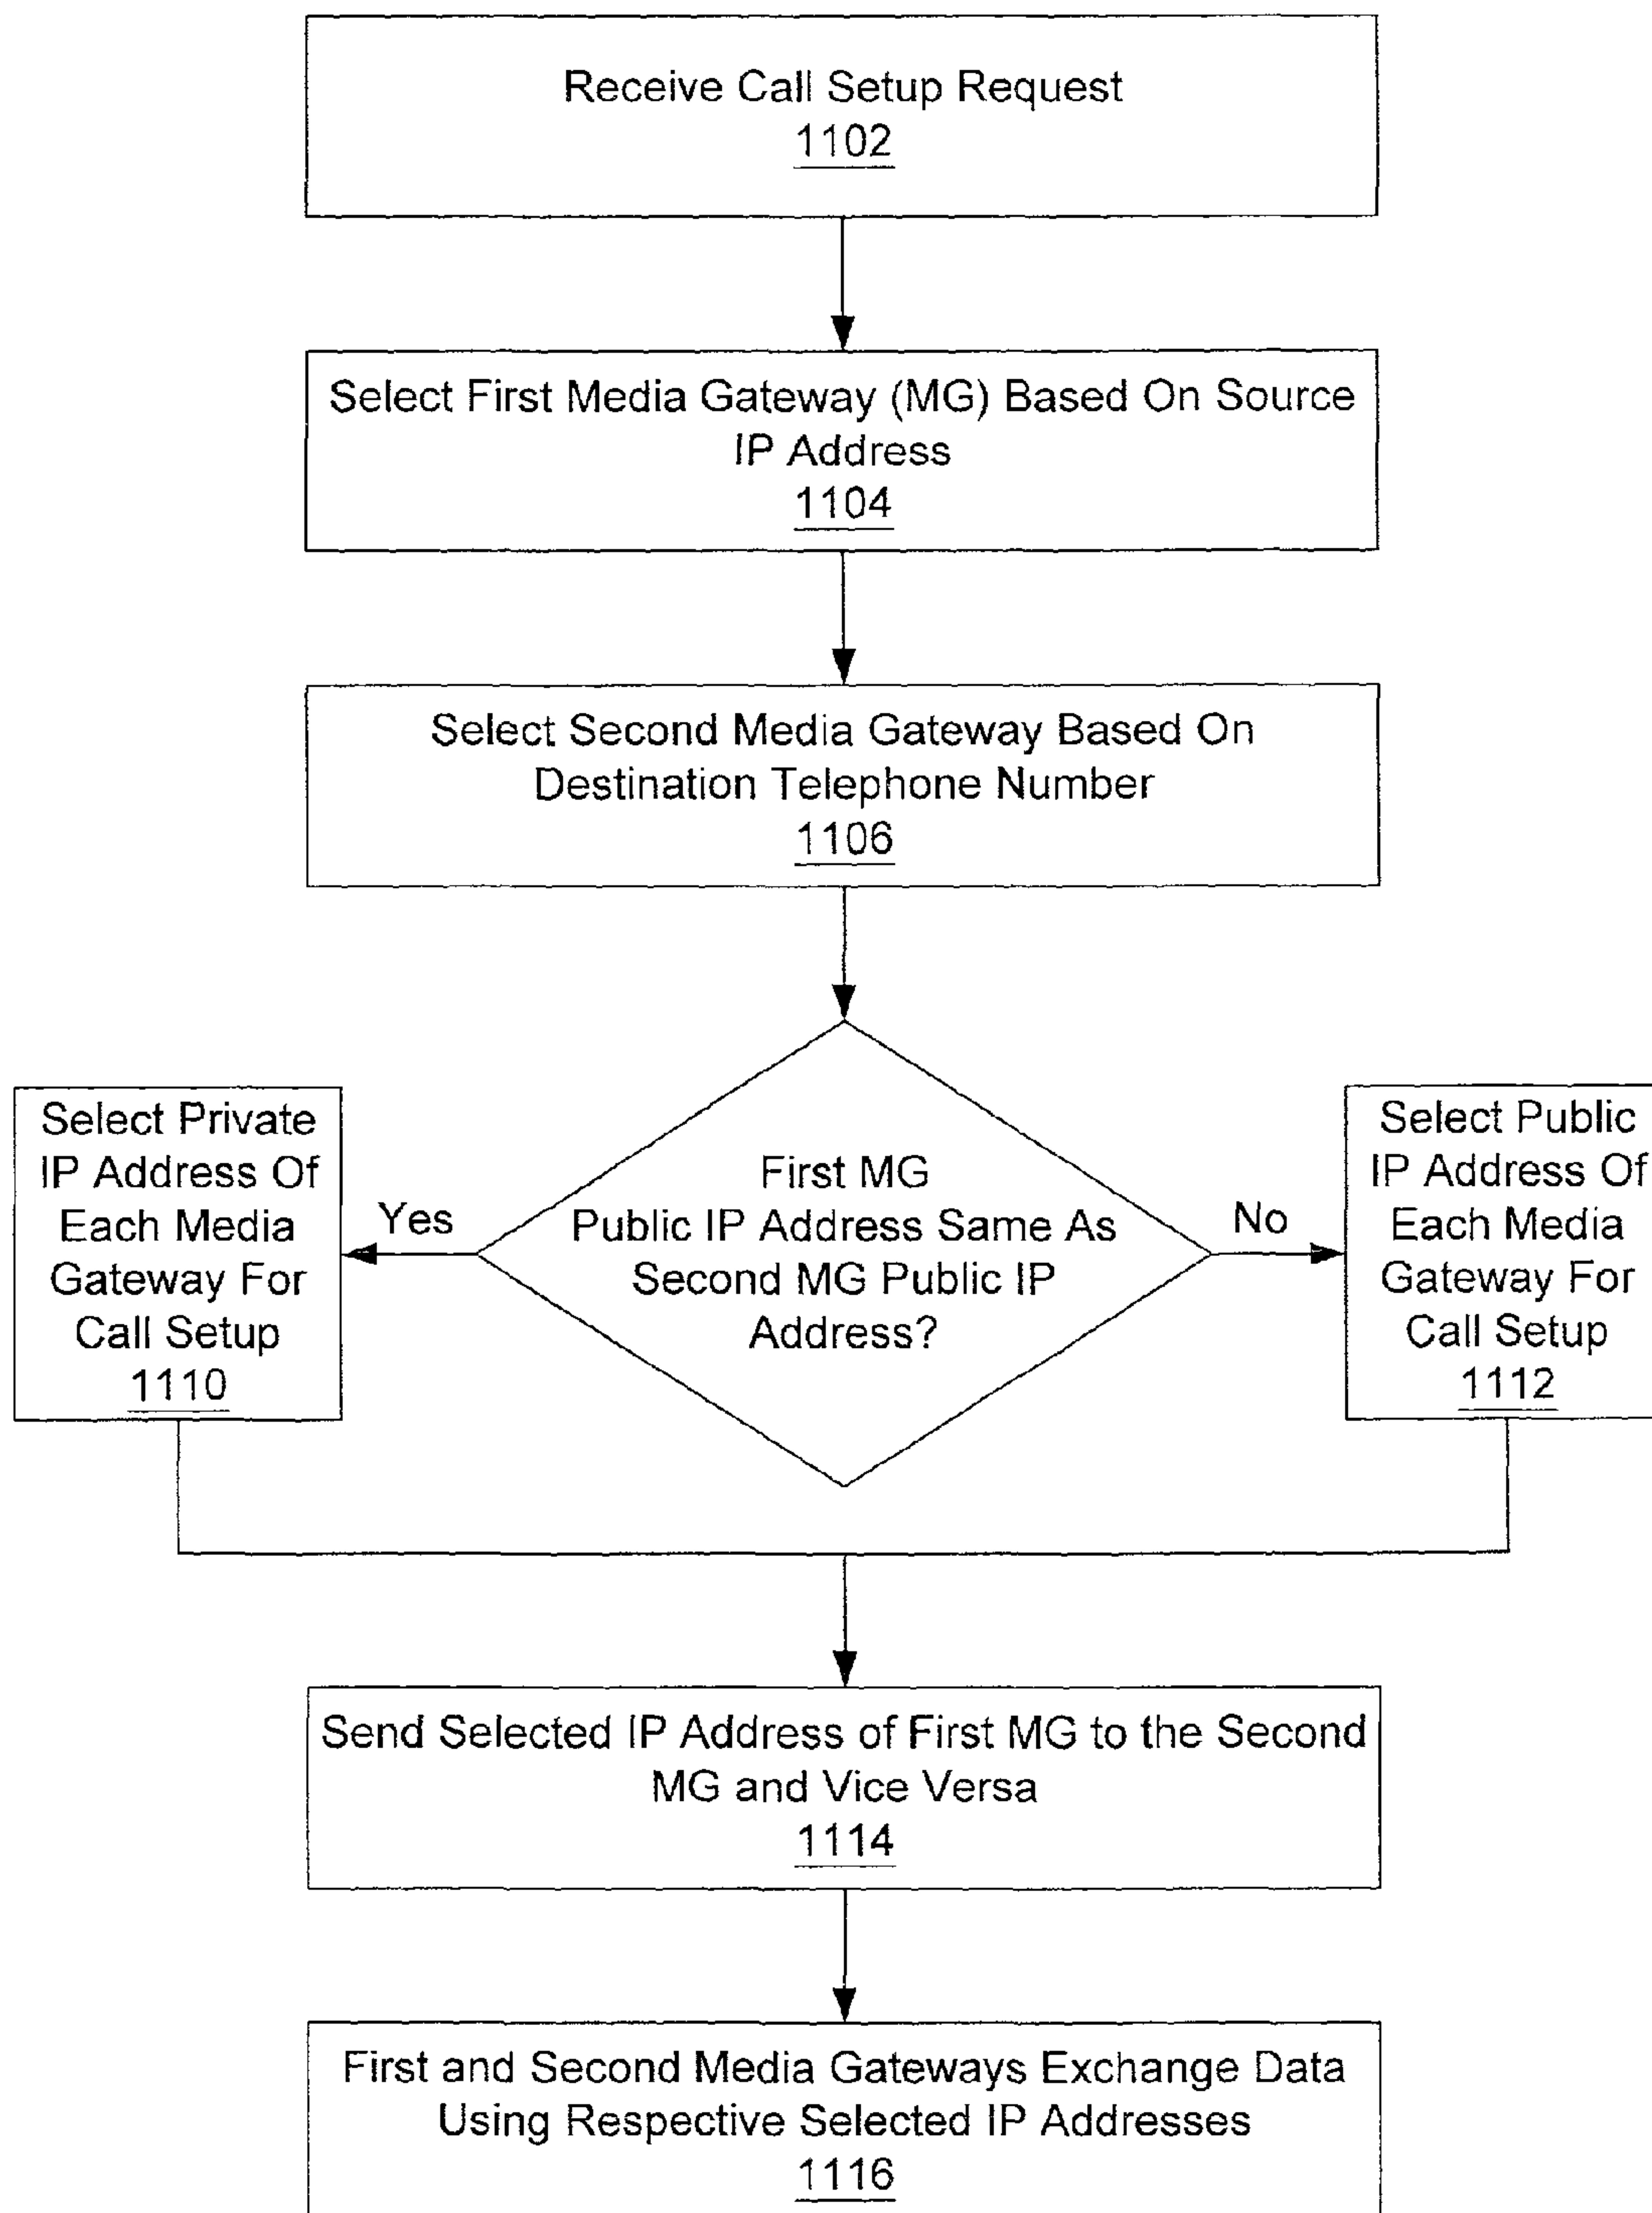 Receive Call Setup Request
1102
Select First Media Gateway (MG) Based On Source
IP Address
1104
Select Second Media Gateway Based On
Destination Telephone Number
1106
First MG
Public IP Address Same As
Second MG Public IP
Address?
Yes
No
Select Private
IP Address Of
Each Media
Gateway For
Call Setup
1110
Select Public
IP Address Of
Each Media
Gateway For
Call Setup
1112
Send Selected IP Address of First MG to the Second
MG and Vice Versa
1114
First and Second Media Gateways Exchange Data
Using Respective Selected IP Addresses
1116